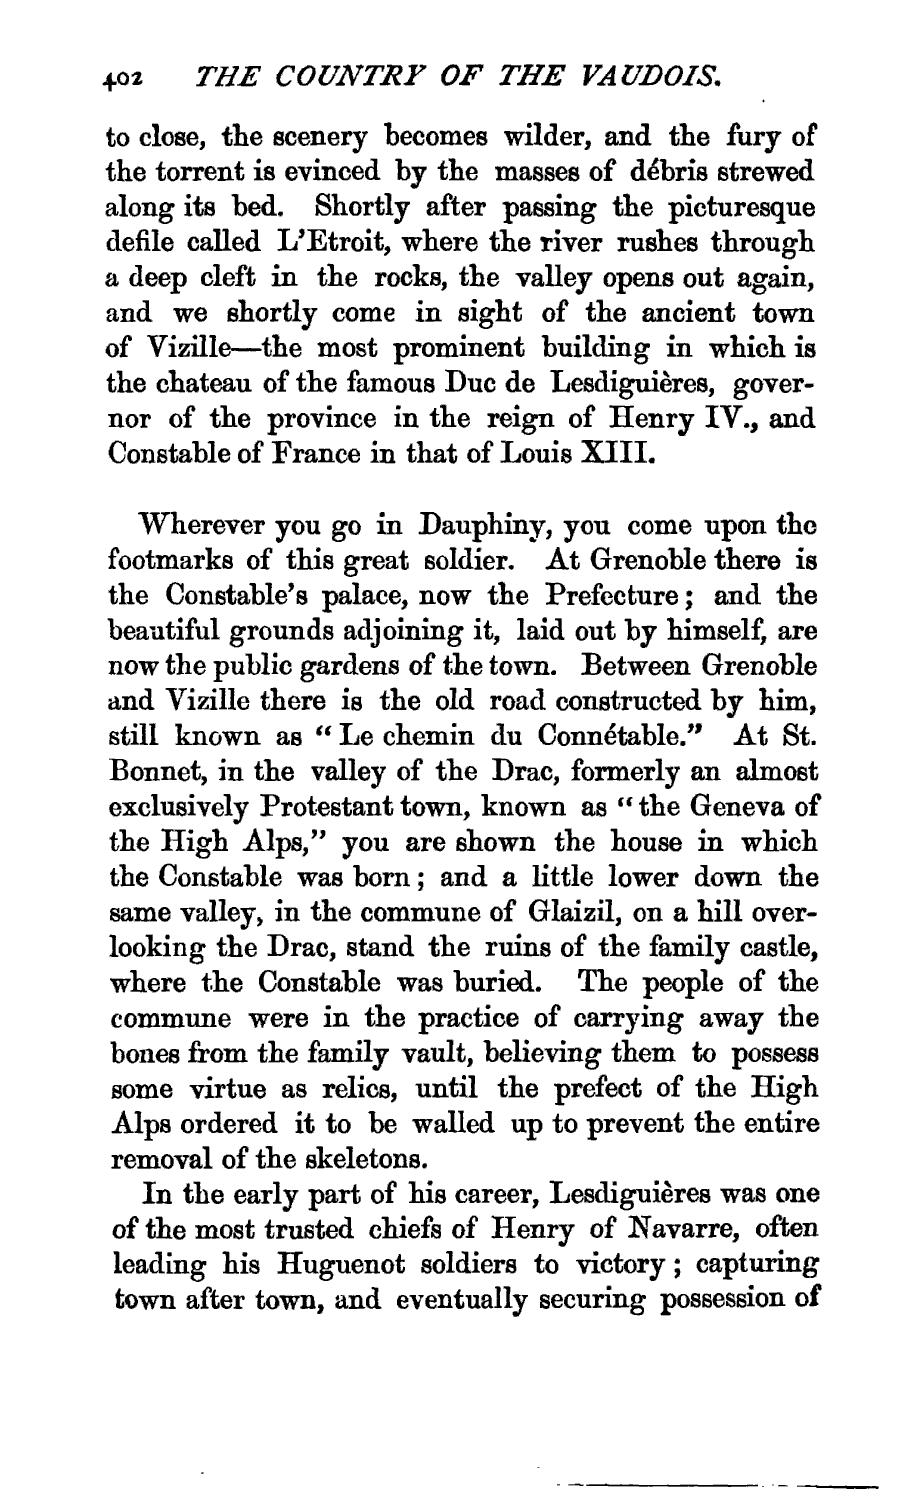 402 THE COUNTRY OF THE VAUDOIS.
to close, the scenery becomes wilder, and the fury of
the torrent is evinced by the masses of débris strewed
along its bed. Shortly after passing the picturesque
defile called L'Etroit, where the river rushes through
a deep cleft in the rocks, the valley opens out again,
and we shortly come in sight of the ancient town
of Vizille—the most prominent building in which is
the chateau of the famous Duc de Lesdiguières, gover-
nor of the province in the reign of Henry IV., and
Constable of France in that of Louis XIII.
Wherever you go in Dauphiny, you come upon the
footmarks of this great soldier. At Grenoble there is
the Constable's palace, now the Prefecture; and the
beautiful grounds adjoining it, laid out by himself, are
now the public gardens of the town. Between Grenoble
and Vizille there is the old road constructed by him,
still known as "Le chemin du Connétable." At St.
Bonnet, in the valley of the Drac, formerly an almost
exclusively Protestant town, known as "the Geneva of
the High Alps," you are shown the house in which
the Constable was born; and a little lower down the
same valley, in the commune of Glaizil, on a hill over-
looking the Drac, stand the ruins of the family castle,
where the Constable was buried. The people of the
commune were in the practice of carrying away the
bones from the family vault, believing them to possess
some virtue as relics, until the prefect of the High
Alps ordered it to be walled up to prevent the entire
removal of the skeletons.
In the early part of his career, Lesdiguières was one
of the most trusted chiefs of Henry of Navarre, often
leading his Huguenot soldiers to victory; capturing
town after town, and eventually securing possession of